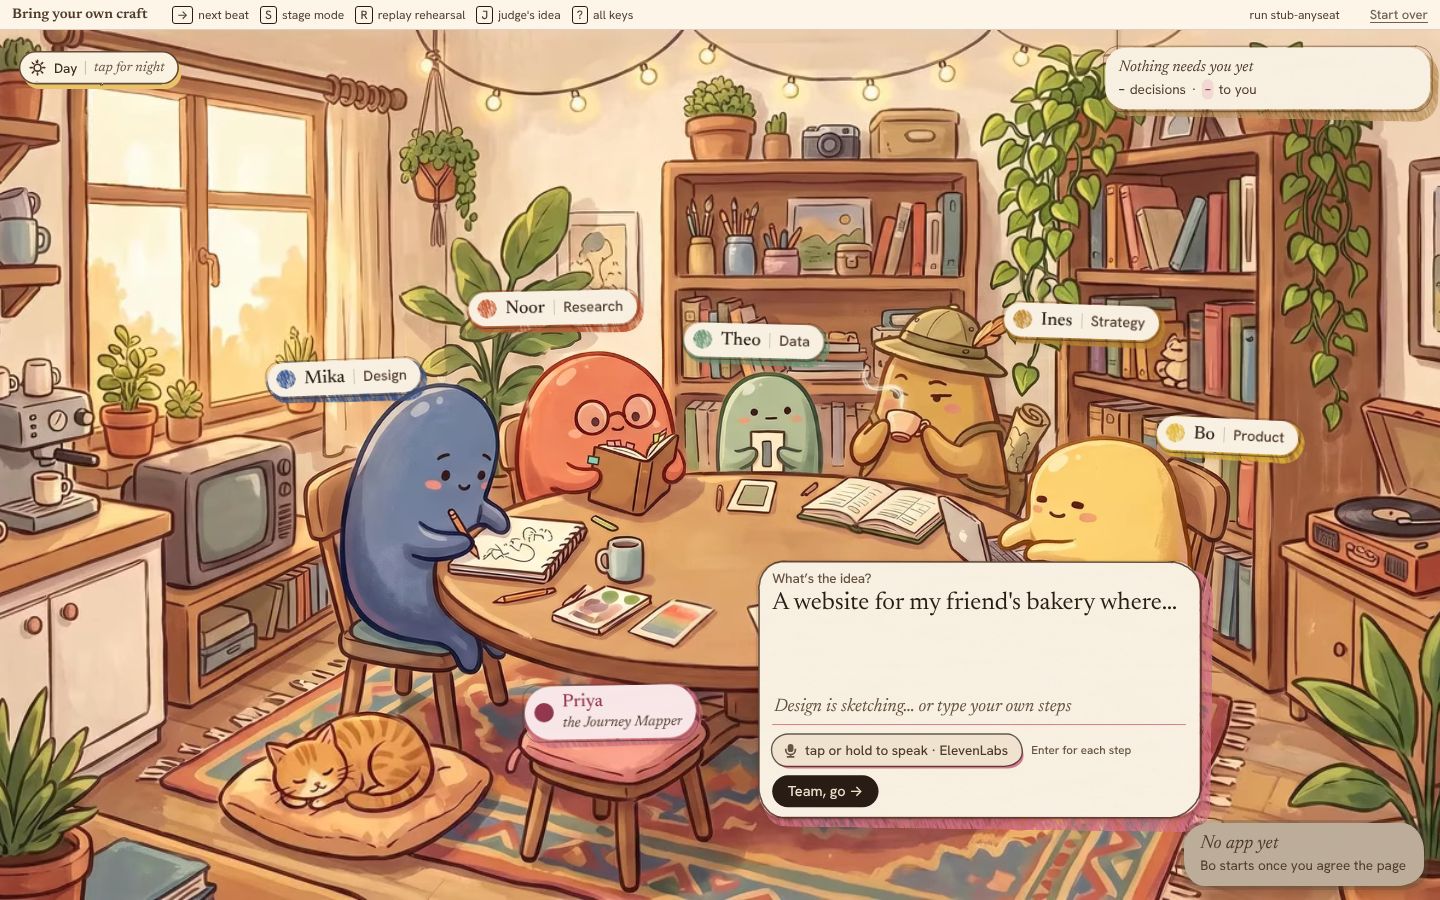 Bring your own craft → next beat S stage mode R replay rehearsal J judge's idea ? all keys run stub-anyseat Start over
Day tap for night
Nothing needs you yet
– decisions · – to you
Noor Research
Theo Data
Ines Strategy
Mika Design
Bo Product
What's the idea?
A website for my friend's bakery where...
Design is sketching... or type your own steps
tap or hold to speak · ElevenLabs Enter for each step
Team, go →
Priya
the Journey Mapper
No app yet
Bo starts once you agree the page